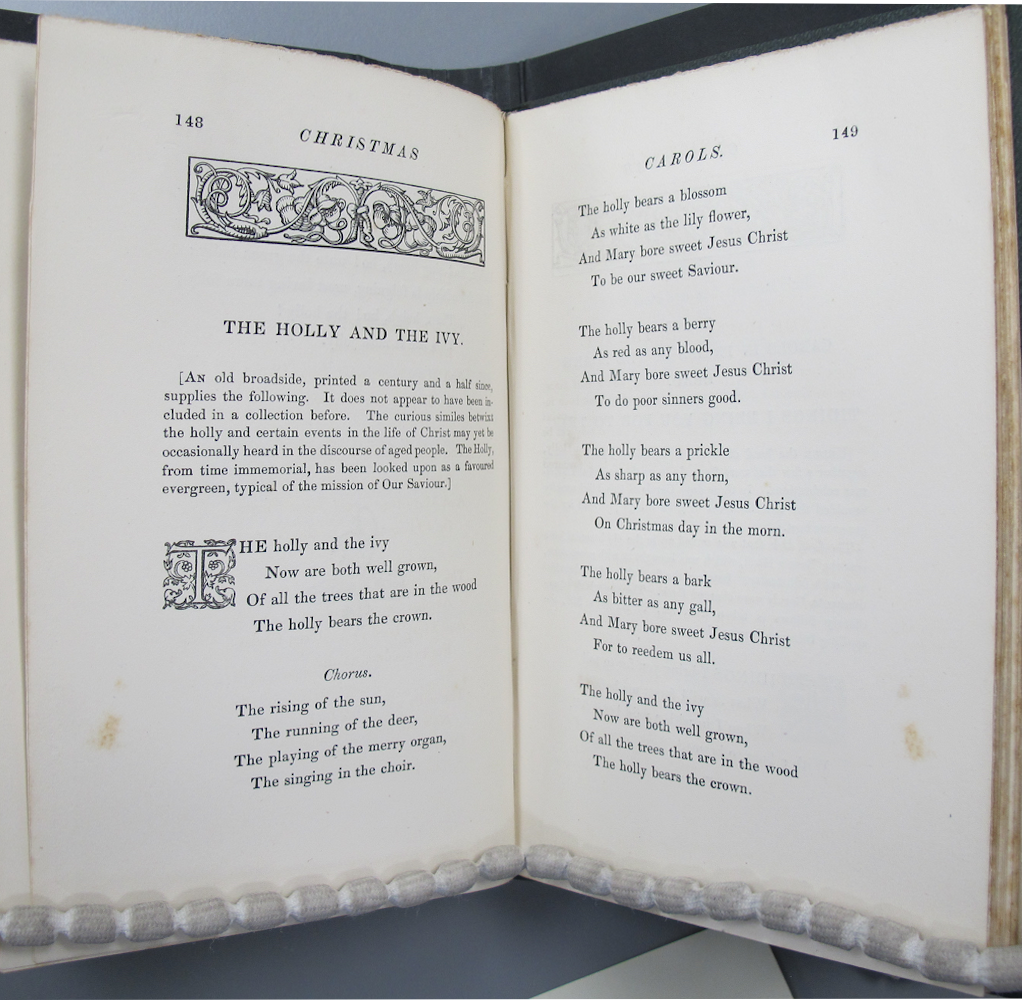 148
CHRISTMAS
THE HOLLY AND THE IVY.
[AN old broadside, printed a century and a half since,
supplies the following. It does not appear to have been in-
cluded in a collection before. The curious similes betwixt
the holly and certain events in the life of Christ may yet be
occasionally heard in the discourse of aged people. The Holly,
from time immemorial, has been looked upon as a favoured
evergreen, typical of the mission of Our Saviour.]
THE holly and the ivy
Now are both well grown,
Of all the trees that are in the wood
The holly bears the crown.
Chorus.
The rising of the sun,
The running of the deer,
The playing of the merry organ,
The singing in the choir.
149
CAROLS.
The holly bears a blossom
As white as the lily flower,
And Mary bore sweet Jesus Christ
To be our sweet Saviour.
The holly bears a berry
As red as any blood,
And Mary bore sweet Jesus Christ
To do poor sinners good.
The holly bears a prickle
As sharp as any thorn,
And Mary bore sweet Jesus Christ
On Christmas day in the morn.
The holly bears a bark
As bitter as any gall,
And Mary bore sweet Jesus Christ
For to reedem us all.
The holly and the ivy
Now are both well grown,
Of all the trees that are in the wood
The holly bears the crown.